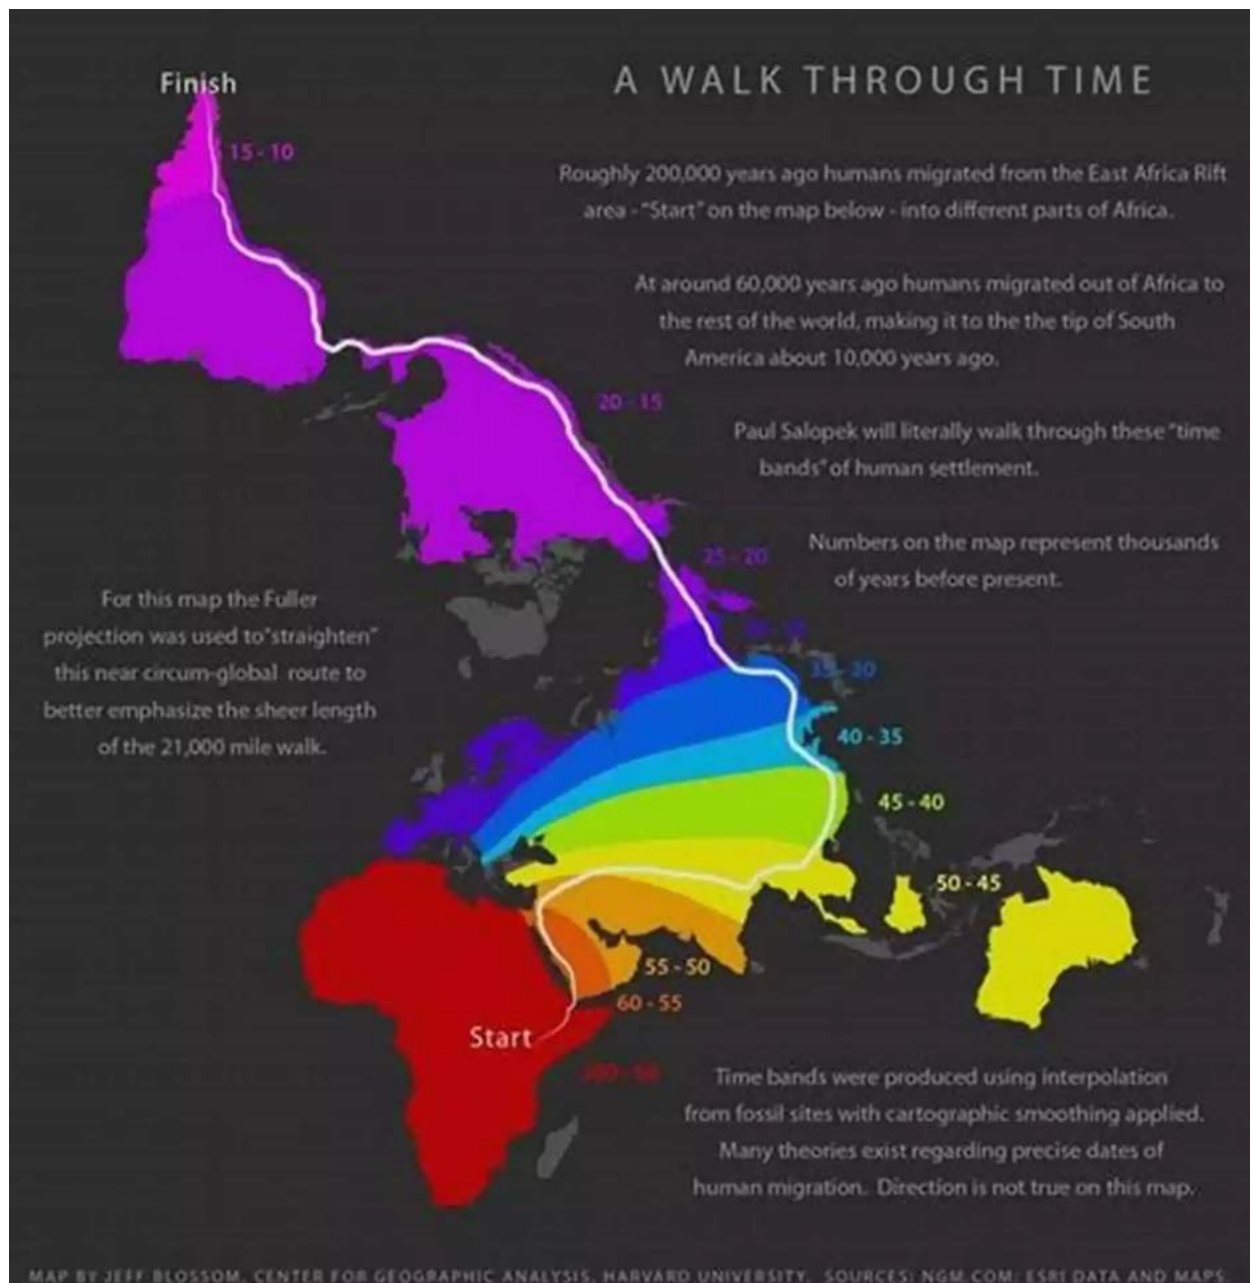 Finish
A WALK THROUGH TIME
15 - 10
Roughly 200,000 years ago humans migrated from the East Africa Rift
area - "Start" on the map below - into different parts of Africa.
At around 60,000 years ago humans migrated out of Africa to
the rest of the world, making it to the the tip of South
America about 10,000 years ago.
20 - 15
Paul Salopek will literally walk through these "time
bands" of human settlement.
25 - 20
Numbers on the map represent thousands
of years before present.
For this map the Fuller
projection was used to "straighten"
this near circum-global route to
better emphasize the sheer length
of the 21,000 mile walk.
35 - 30
40 - 35
45 - 40
50 - 45
55 - 50
60 - 55
Start
Time bands were produced using interpolation
from fossil sites with cartographic smoothing applied.
Many theories exist regarding precise dates of
human migration. Direction is not true on this map.
MAP BY JEFF BLOSSOM, CENTER FOR GEOGRAPHIC ANALYSIS, HARVARD UNIVERSITY. SOURCES: NGM.COM; ESRI DATA AND MAPS